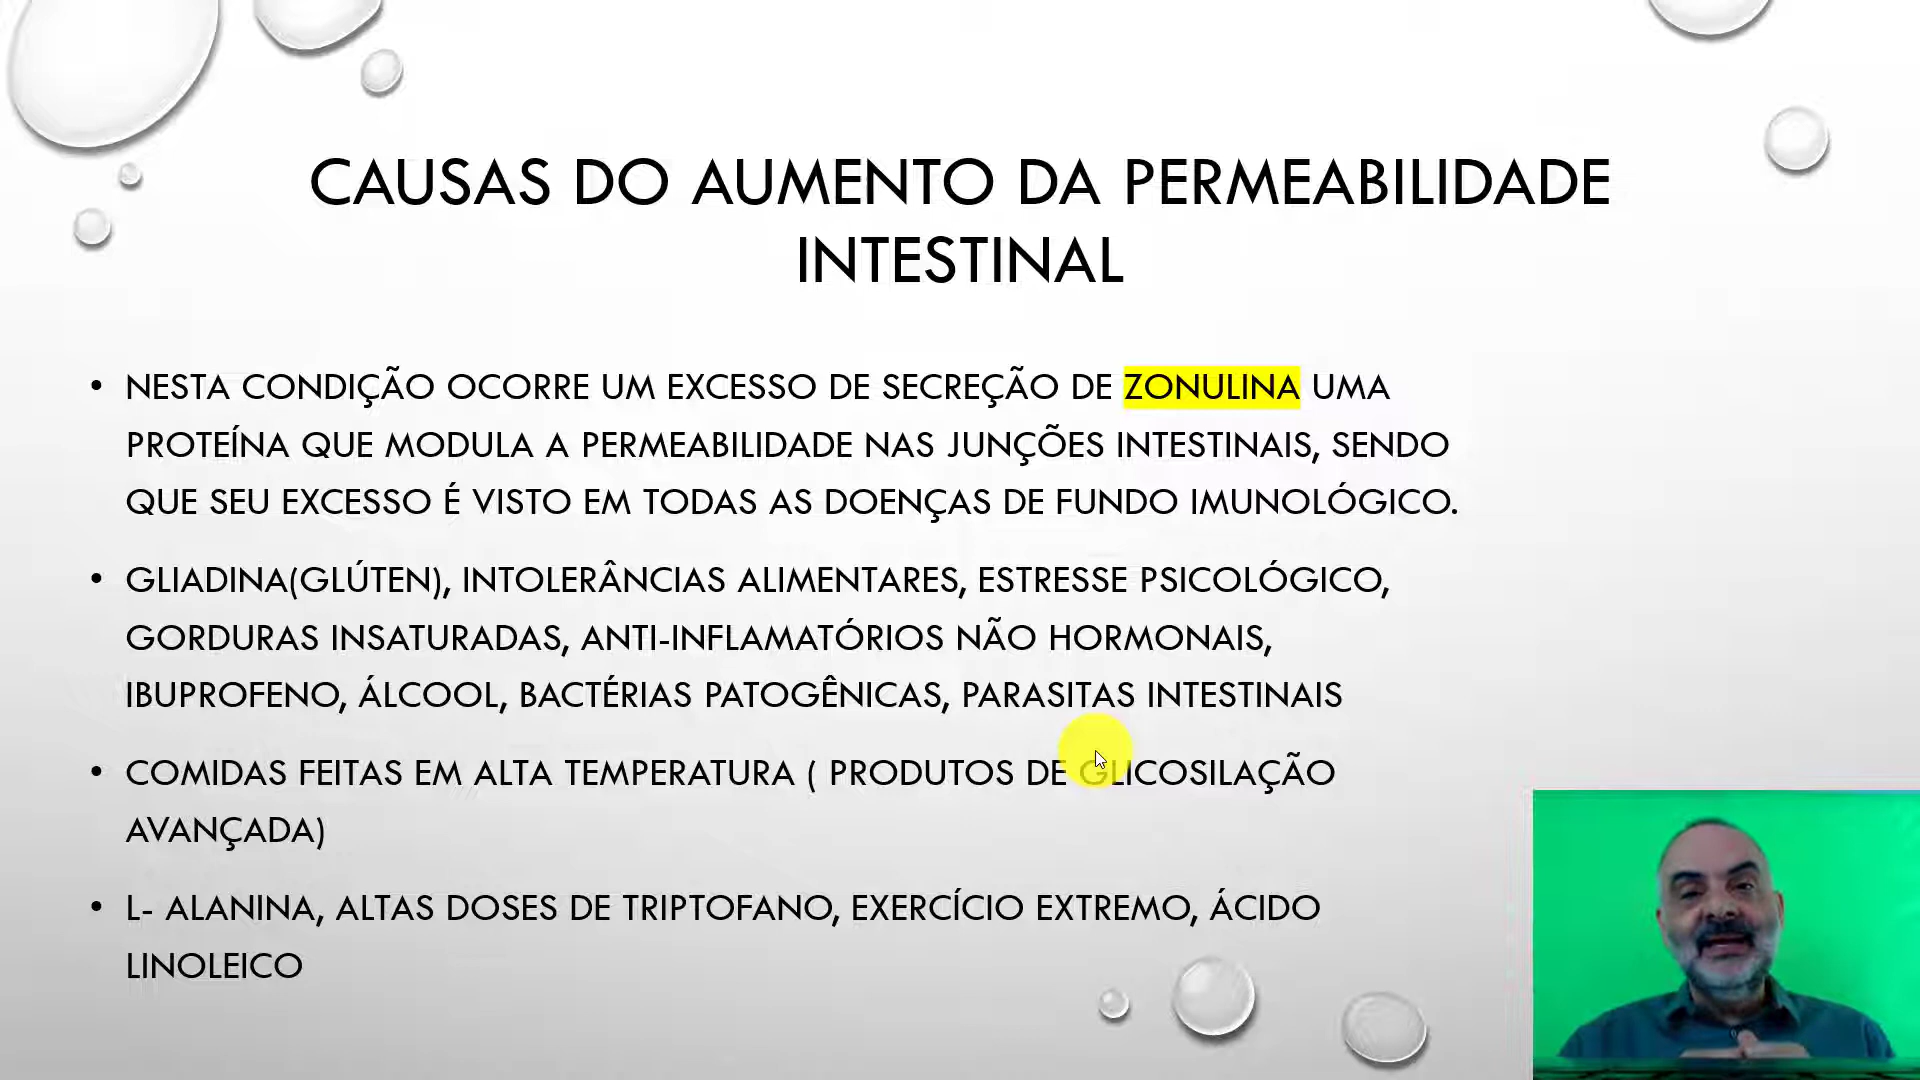 CAUSAS DO AUMENTO DA PERMEABILIDADE
INTESTINAL
• NESTA CONDIÇÃO OCORRE UM EXCESSO DE SECREÇÃO DE ZONULINA UMA
PROTEÍNA QUE MODULA A PERMEABILIDADE NAS JUNÇÕES INTESTINAIS, SENDO
QUE SEU EXCESSO É VISTO EM TODAS AS DOENÇAS DE FUNDO IMUNOLÓGICO.
• GLIADINA(GLÚTEN), INTOLERÂNCIAS ALIMENTARES, ESTRESSE PSICOLÓGICO,
GORDURAS INSATURADAS, ANTI-INFLAMATÓRIOS NÃO HORMONAIS,
IBUPROFENO, ÁLCOOL, BACTÉRIAS PATOGÊNICAS, PARASITAS INTESTINAIS
• COMIDAS FEITAS EM ALTA TEMPERATURA ( PRODUTOS DE GLICOSILAÇÃO
AVANÇADA)
• L- ALANINA, ALTAS DOSES DE TRIPTOFANO, EXERCÍCIO EXTREMO, ÁCIDO
LINOLEICO